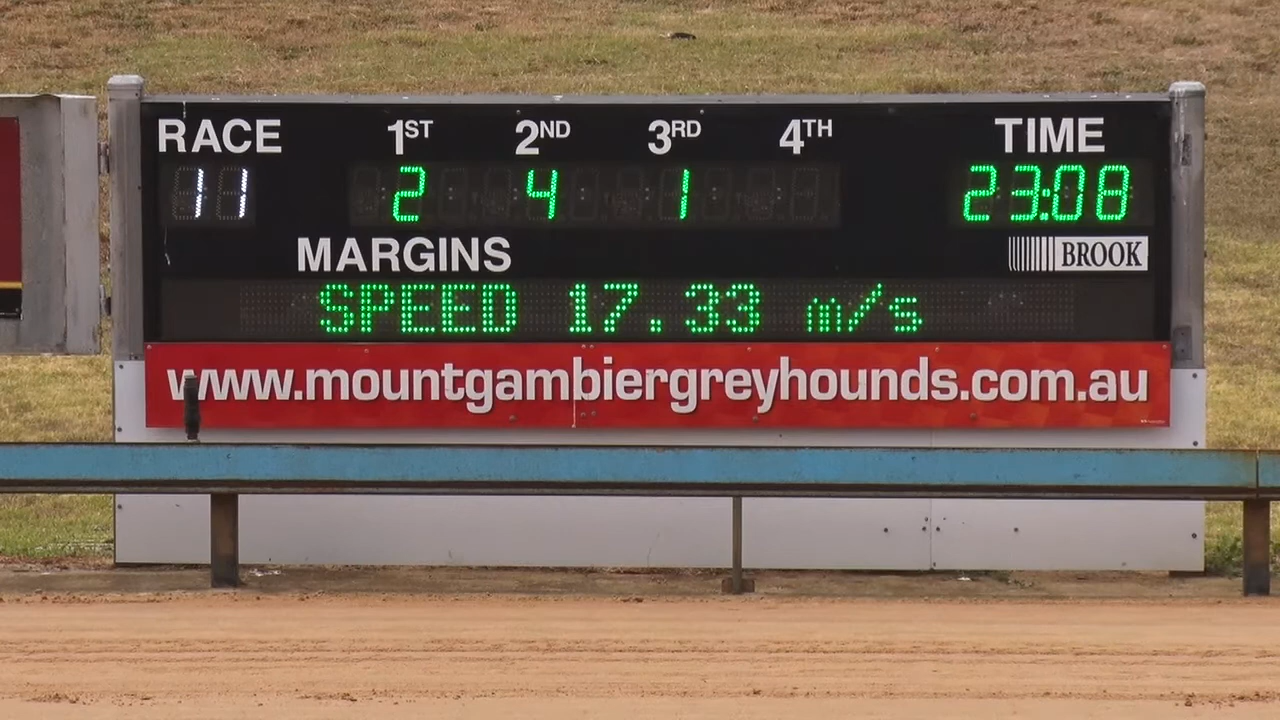 RACE 1ST 2ND 3RD 4TH TIME
11 2 4 1 23:08
MARGINS BROOK
SPEED 17.33 m/s
www.mountgambiergreyhounds.com.au